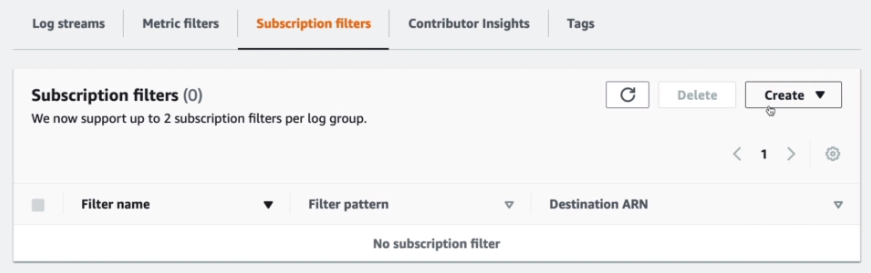 Log streams Metric filters Subscription filters Contributor Insights Tags
Subscription filters (0)
Delete Create
We now support up to 2 subscription filters per log group.
1
Filter name Filter pattern Destination ARN
No subscription filter